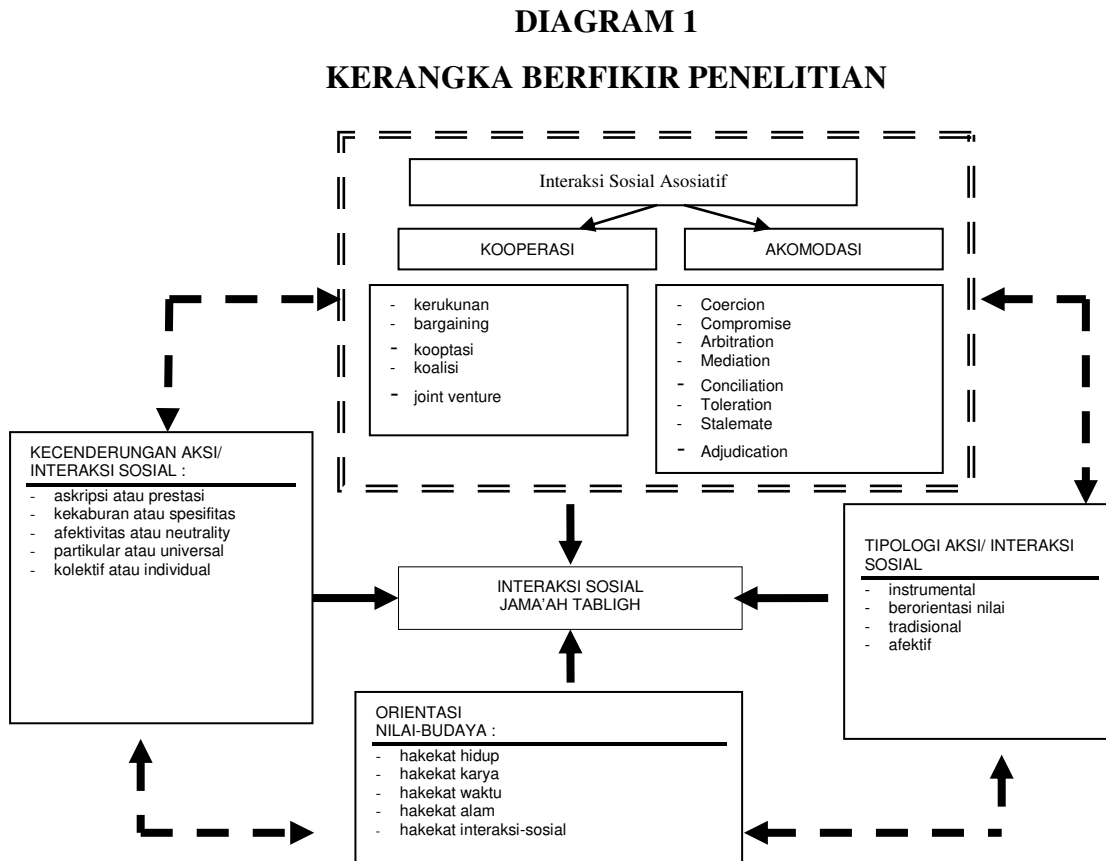 DIAGRAM 1
KERANGKA BERFIKIR PENELITIAN
Interaksi Sosial Asosiatif
KOOPERASI
AKOMODASI
- kerukunan
- bargaining
- kooptasi
- koalisi
- joint venture
- Coercion
- Compromise
- Arbitration
- Mediation
- Conciliation
- Toleration
- Stalemate
- Adjudication
KECENDERUNGAN AKSI/
INTERAKSI SOSIAL :
- askripsi atau prestasi
- kekaburan atau spesifitas
- afektivitas atau neutrality
- partikular atau universal
- kolektif atau individual
INTERAKSI SOSIAL
JAMA’AH TABLIGH
TIPOLOGI AKSI/ INTERAKSI
SOSIAL
- instrumental
- berorientasi nilai
- tradisional
- afektif
ORIENTASI
NILAI-BUDAYA :
- hakekat hidup
- hakekat karya
- hakekat waktu
- hakekat alam
- hakekat interaksi-sosial